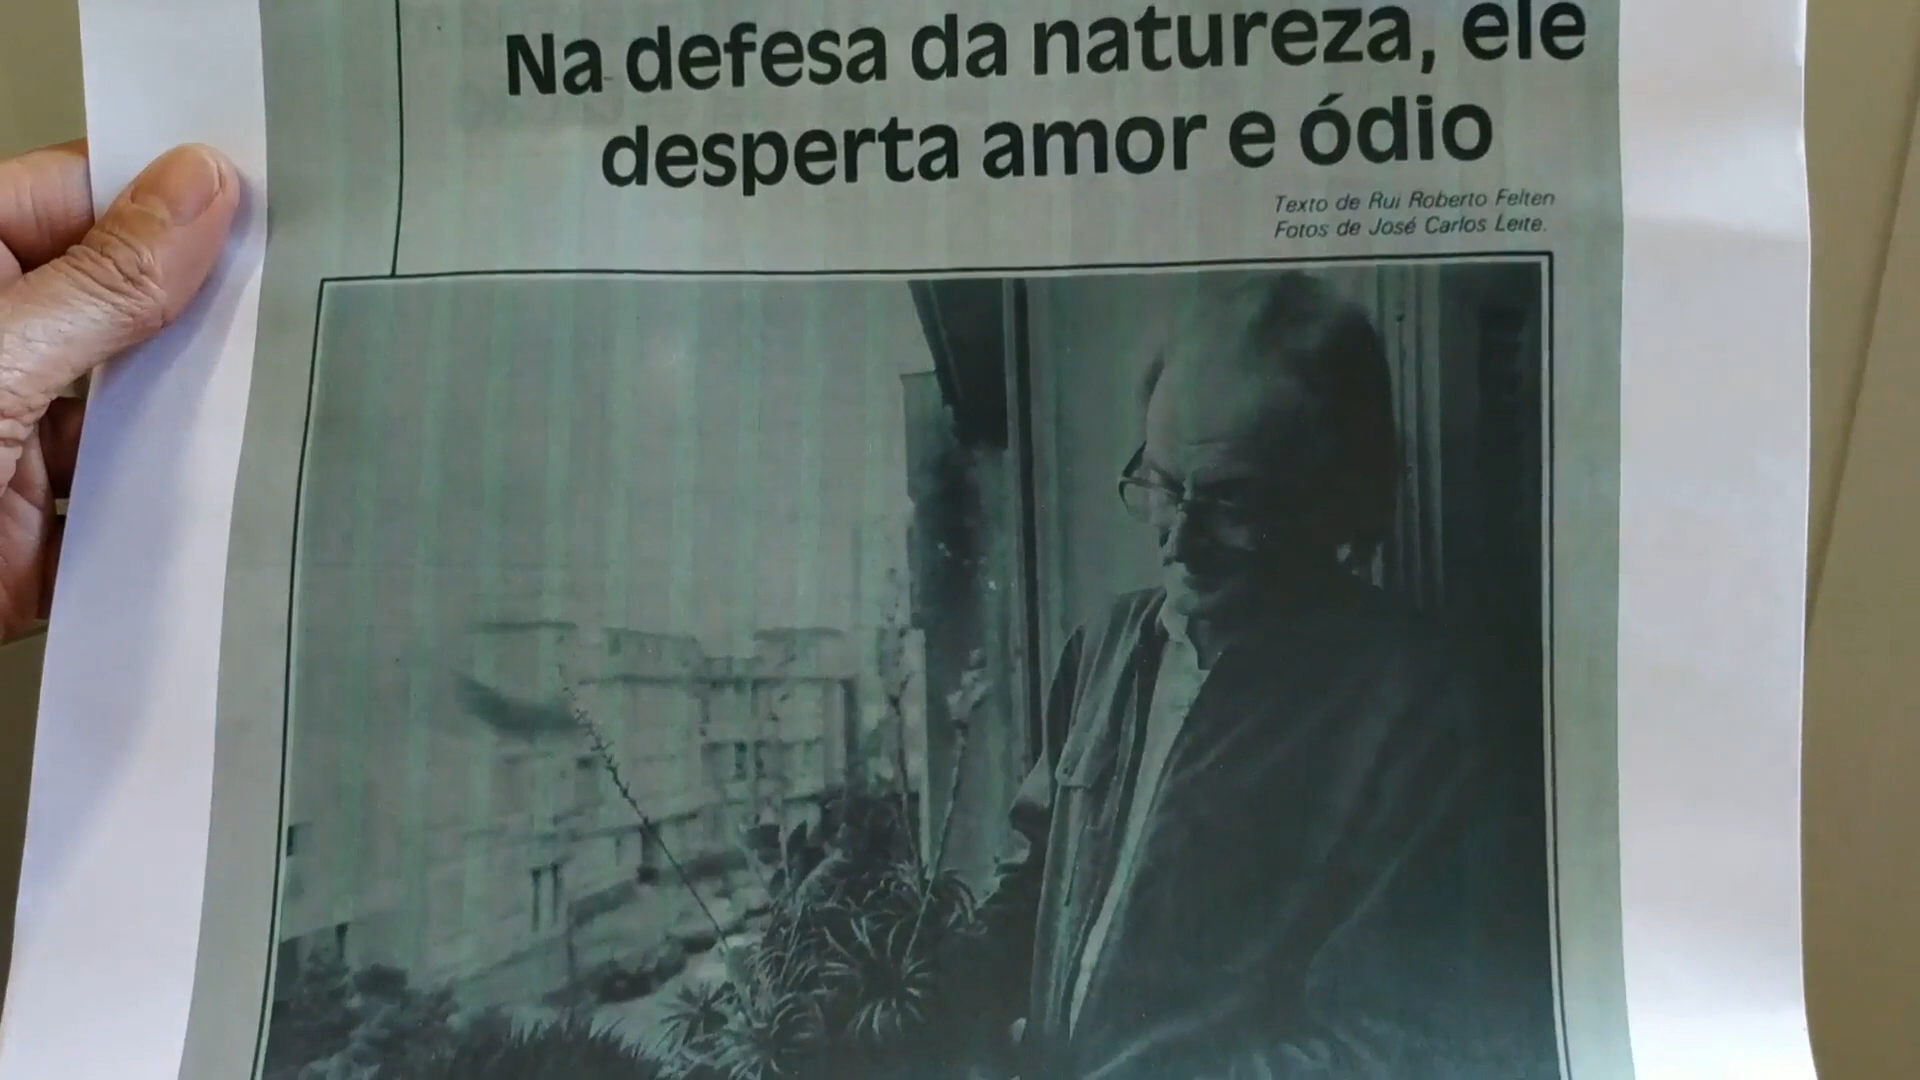 Na defesa da natureza, ele
desperta amor e ódio
Texto de Rui Roberto Felten
Fotos de José Carlos Leite.